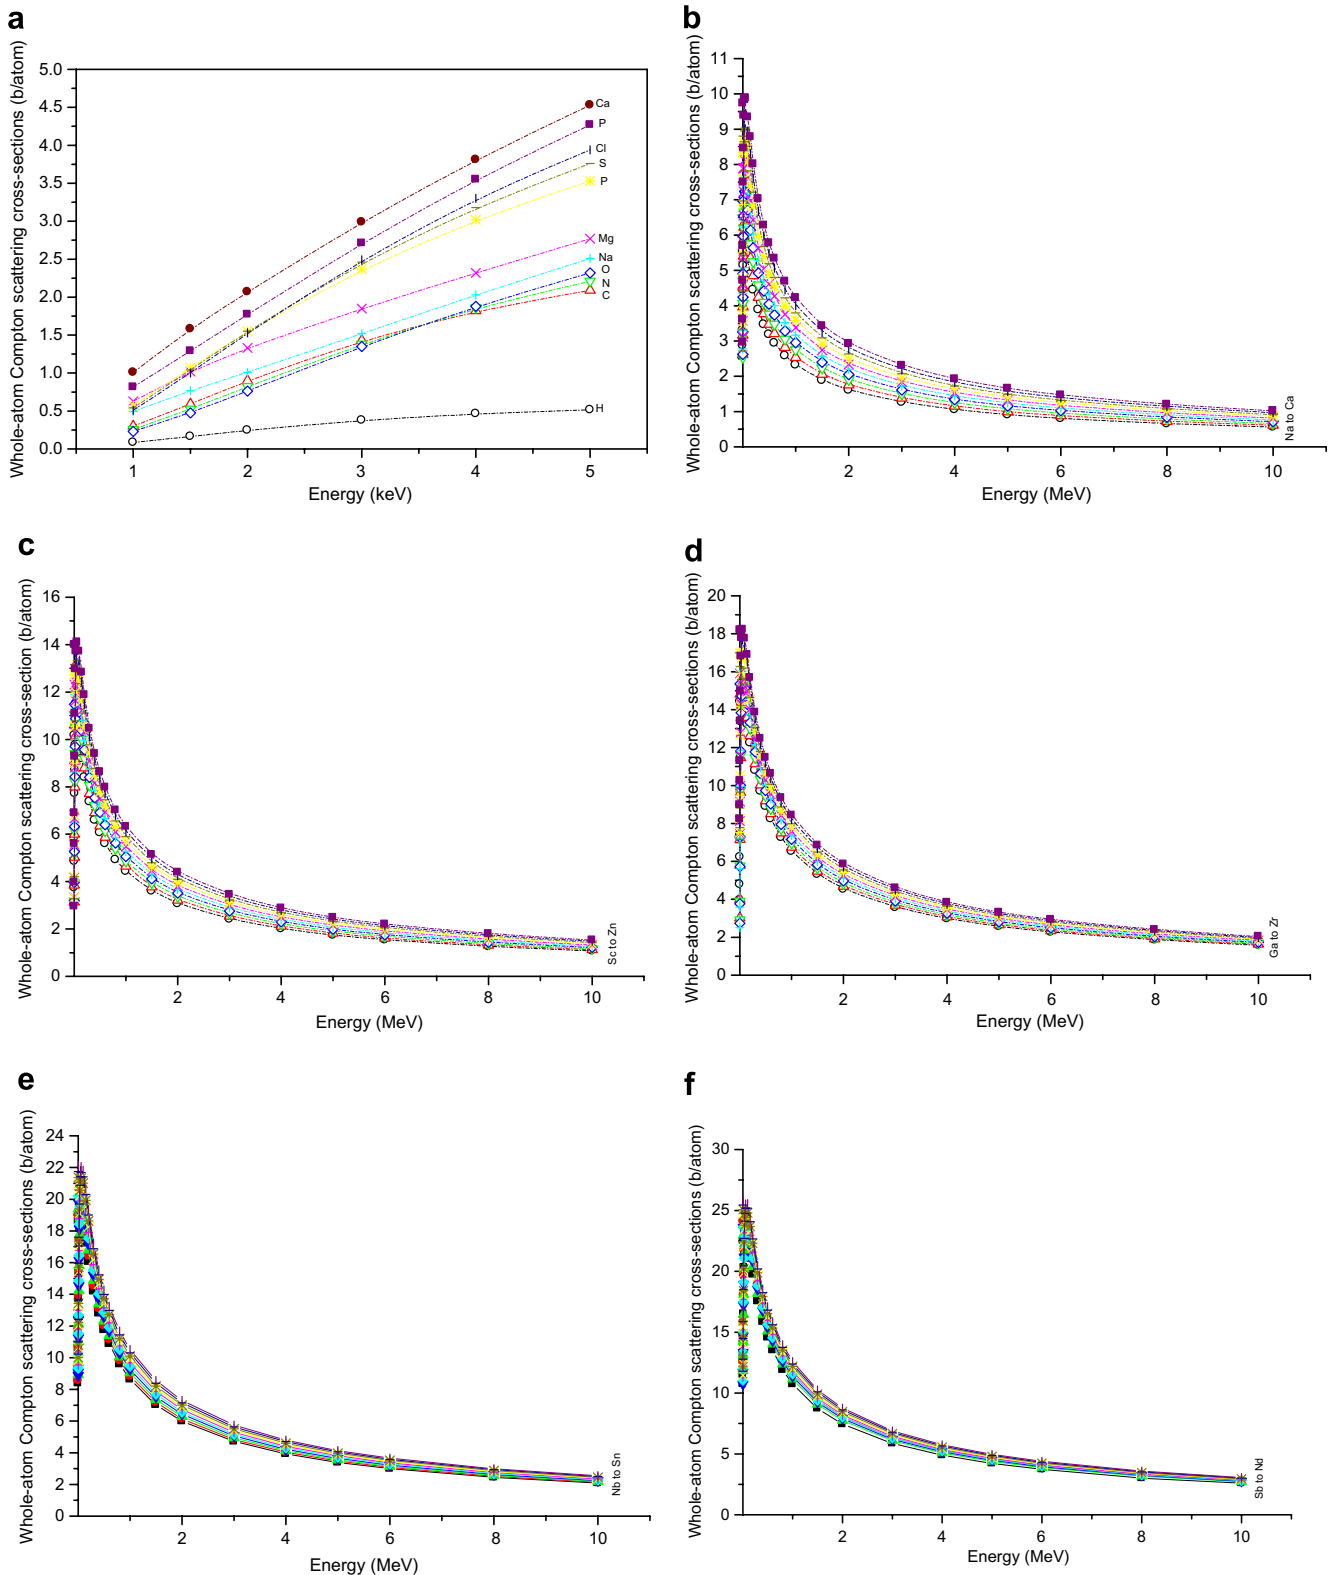 a
Whole-atom Compton scattering cross-sections (b/atom)
5.0
4.5
4.0
3.5
3.0
2.5
2.0
1.5
1.0
0.5
0.0
Ca
P
Cl
S
P
Mg
Na
O
N
C
H
1 2 3 4 5
Energy (keV)
b
Whole-atom Compton scattering cross-sections (b/atom)
11
10
9
8
7
6
5
4
3
2
1
0
Na to Ca
2 4 6 8 10
Energy (MeV)
c
Whole-atom Compton scattering cross-section (b/atom)
16
14
12
10
8
6
4
2
0
Sc to Zn
2 4 6 8 10
Energy (MeV)
d
Whole-atom Compton scattering cross-sections (b/atom)
20
18
16
14
12
10
8
6
4
2
0
Ga to Zr
2 4 6 8 10
Energy (MeV)
e
Whole-atom Compton scattering cross-sections (b/atom)
24
22
20
18
16
14
12
10
8
6
4
2
0
Nb to Sn
2 4 6 8 10
Energy (MeV)
f
Whole-atom Compton scattering cross-sections (b/atom)
30
25
20
15
10
5
0
Sb to Nd
2 4 6 8 10
Energy (MeV)